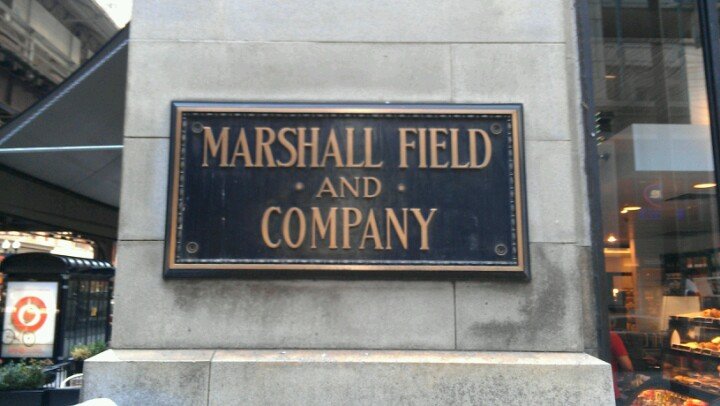 MARSHALL FIELD
· AND ·
COMPANY